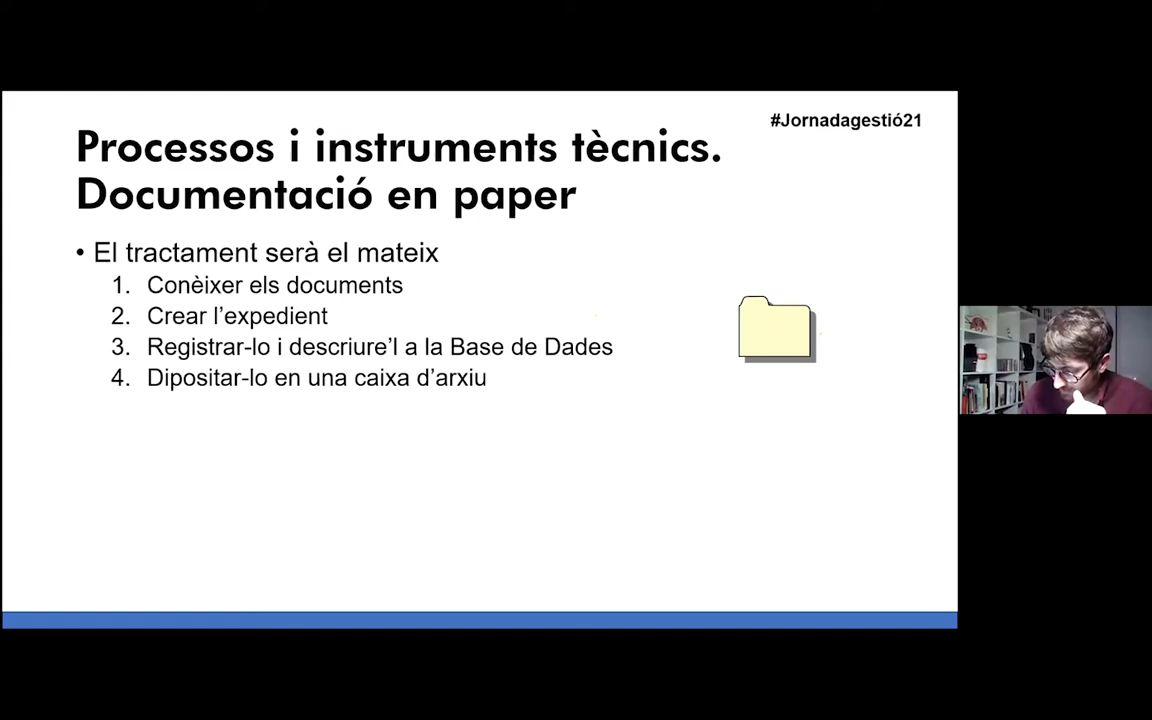 #Jornadagestió21
Processos i instruments tècnics.
Documentació en paper
• El tractament serà el mateix
1. Conèixer els documents
2. Crear l’expedient
3. Registrar-lo i descriure’l a la Base de Dades
4. Dipositar-lo en una caixa d’arxiu